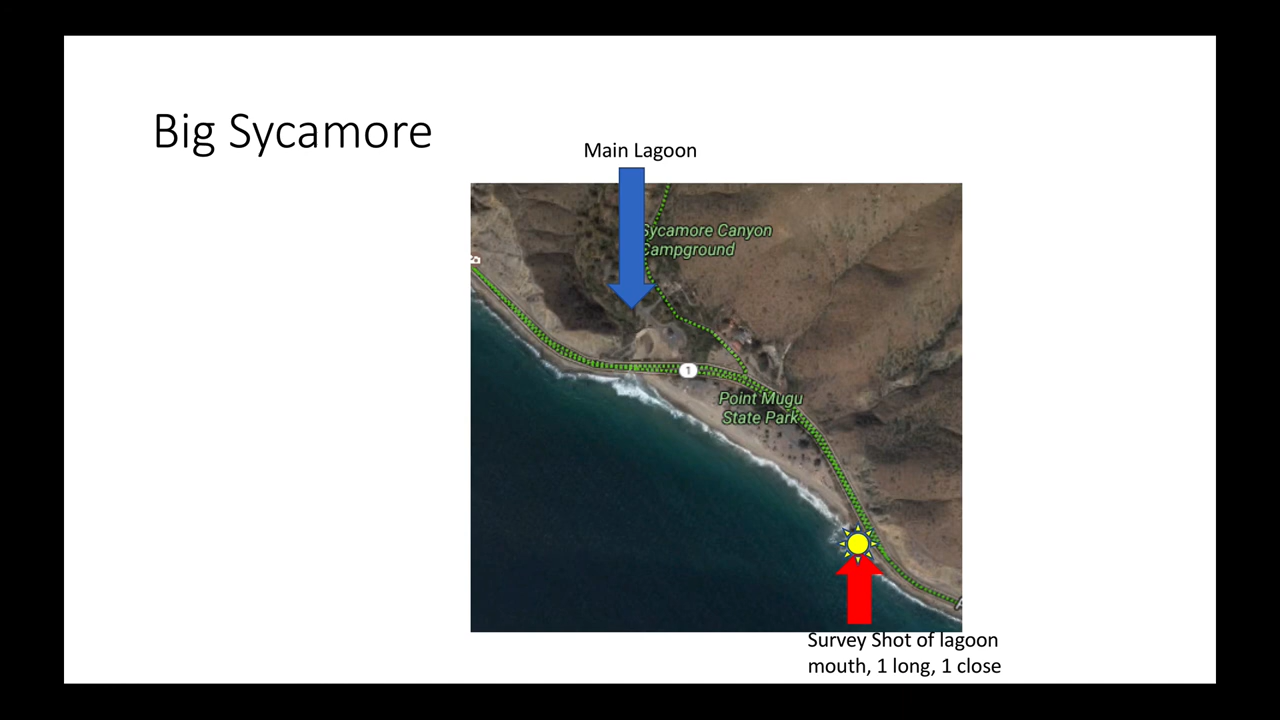 Big Sycamore
Main Lagoon
Sycamore Canyon
Campground
1
Point Mugu
State Park
Survey Shot of lagoon
mouth, 1 long, 1 close